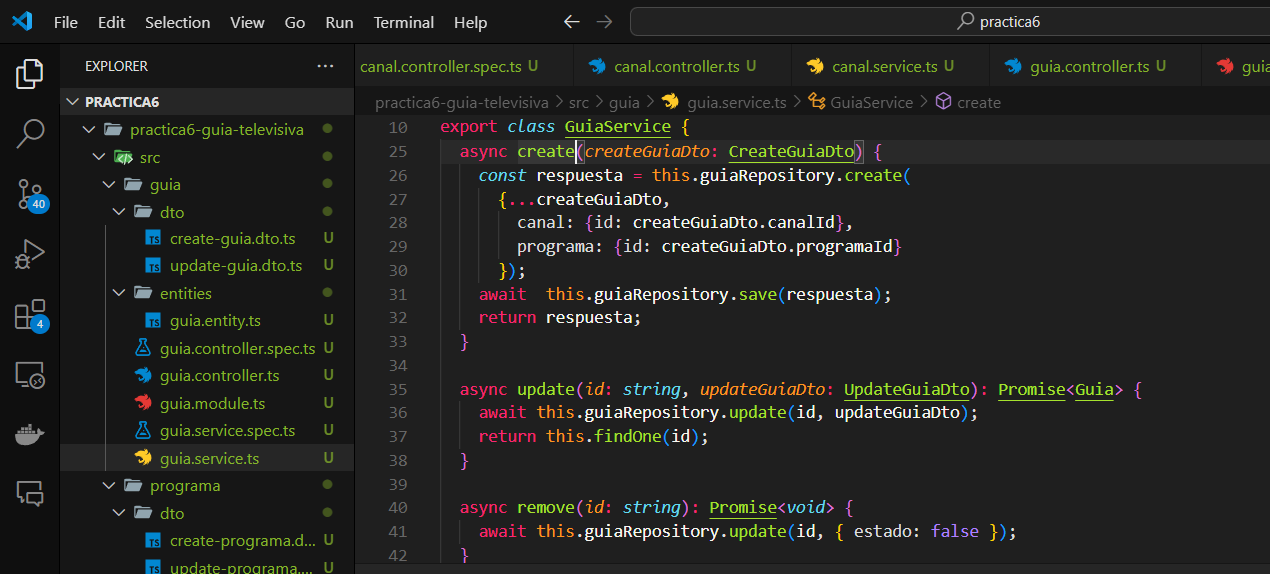 File Edit Selection View Go Run Terminal Help
practica6
EXPLORER
PRACTICA6
practica6-guia-televisiva
src
guia
dto
create-guia.dto.ts U
update-guia.dto.ts U
entities
guia.entity.ts U
guia.controller.spec.ts U
guia.controller.ts U
guia.module.ts U
guia.service.spec.ts U
guia.service.ts U
programa
dto
create-programa.d... U
update-programa.... U
40
4
canal.controller.spec.ts U canal.controller.ts U canal.service.ts U guia.controller.ts U guia
practica6-guia-televisiva > src > guia > guia.service.ts > GuiaService > create
10 export class GuiaService {
25 async create(createGuiaDto: CreateGuiaDto) {
26 const respuesta = this.guiaRepository.create(
27 {...createGuiaDto,
28 canal: {id: createGuiaDto.canalId},
29 programa: {id: createGuiaDto.programaId}
30 });
31 await  this.guiaRepository.save(respuesta);
32 return respuesta;
33 }
34
35 async update(id: string, updateGuiaDto: UpdateGuiaDto): Promise<Guia> {
36 await this.guiaRepository.update(id, updateGuiaDto);
37 return this.findOne(id);
38 }
39
40 async remove(id: string): Promise<void> {
41 await this.guiaRepository.update(id, { estado: false });
42 }